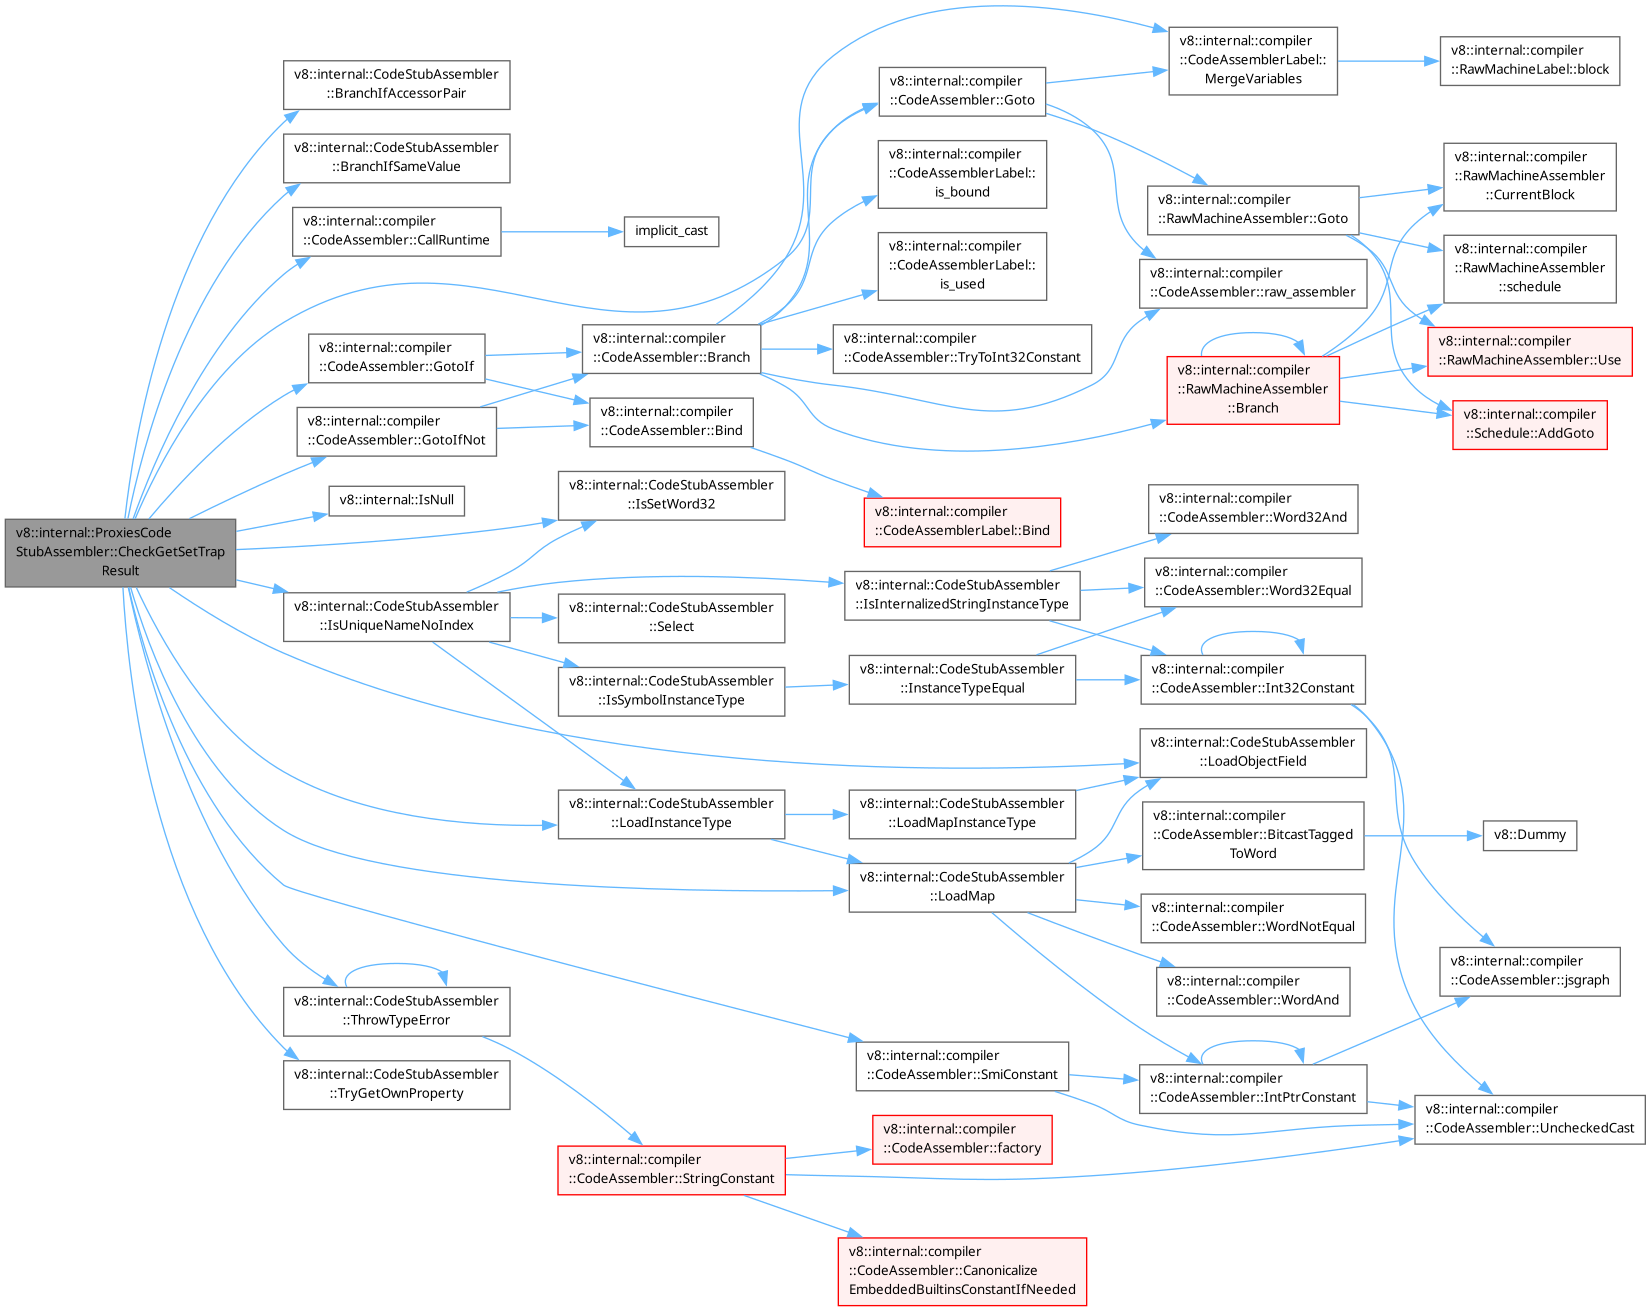 v8::internal::ProxiesCode
StubAssembler::CheckGetSetTrap
Result
v8::internal::CodeStubAssembler
::BranchIfAccessorPair
v8::internal::CodeStubAssembler
::BranchIfSameValue
v8::internal::compiler
::CodeAssembler::CallRuntime
implicit_cast
v8::internal::compiler
::CodeAssembler::Goto
v8::internal::compiler
::CodeAssemblerLabel::
MergeVariables
v8::internal::compiler
::RawMachineLabel::block
v8::internal::compiler
::CodeAssemblerLabel::
is_bound
v8::internal::compiler
::CodeAssemblerLabel::
is_used
v8::internal::compiler
::RawMachineAssembler::Goto
v8::internal::compiler
::RawMachineAssembler
::CurrentBlock
v8::internal::compiler
::RawMachineAssembler
::schedule
v8::internal::compiler
::CodeAssembler::raw_assembler
v8::internal::compiler
::RawMachineAssembler::Use
v8::internal::compiler
::Schedule::AddGoto
v8::internal::compiler
::RawMachineAssembler
::Branch
v8::internal::compiler
::CodeAssembler::GotoIf
v8::internal::compiler
::CodeAssembler::Branch
v8::internal::compiler
::CodeAssembler::TryToInt32Constant
v8::internal::compiler
::CodeAssembler::GotoIfNot
v8::internal::compiler
::CodeAssembler::Bind
v8::internal::compiler
::CodeAssemblerLabel::Bind
v8::internal::IsNull
v8::internal::CodeStubAssembler
::IsSetWord32
v8::internal::CodeStubAssembler
::IsUniqueNameNoIndex
v8::internal::CodeStubAssembler
::Select
v8::internal::CodeStubAssembler
::IsSymbolInstanceType
v8::internal::CodeStubAssembler
::IsInternalizedStringInstanceType
v8::internal::CodeStubAssembler
::InstanceTypeEqual
v8::internal::compiler
::CodeAssembler::Word32And
v8::internal::compiler
::CodeAssembler::Word32Equal
v8::internal::compiler
::CodeAssembler::Int32Constant
v8::internal::CodeStubAssembler
::LoadObjectField
v8::internal::CodeStubAssembler
::LoadInstanceType
v8::internal::CodeStubAssembler
::LoadMapInstanceType
v8::internal::CodeStubAssembler
::LoadMap
v8::internal::compiler
::CodeAssembler::BitcastTagged
ToWord
v8::Dummy
v8::internal::compiler
::CodeAssembler::WordNotEqual
v8::internal::compiler
::CodeAssembler::WordAnd
v8::internal::compiler
::CodeAssembler::jsgraph
v8::internal::CodeStubAssembler
::ThrowTypeError
v8::internal::CodeStubAssembler
::TryGetOwnProperty
v8::internal::compiler
::CodeAssembler::SmiConstant
v8::internal::compiler
::CodeAssembler::IntPtrConstant
v8::internal::compiler
::CodeAssembler::UncheckedCast
v8::internal::compiler
::CodeAssembler::StringConstant
v8::internal::compiler
::CodeAssembler::factory
v8::internal::compiler
::CodeAssembler::Canonicalize
EmbeddedBuiltinsConstantIfNeeded